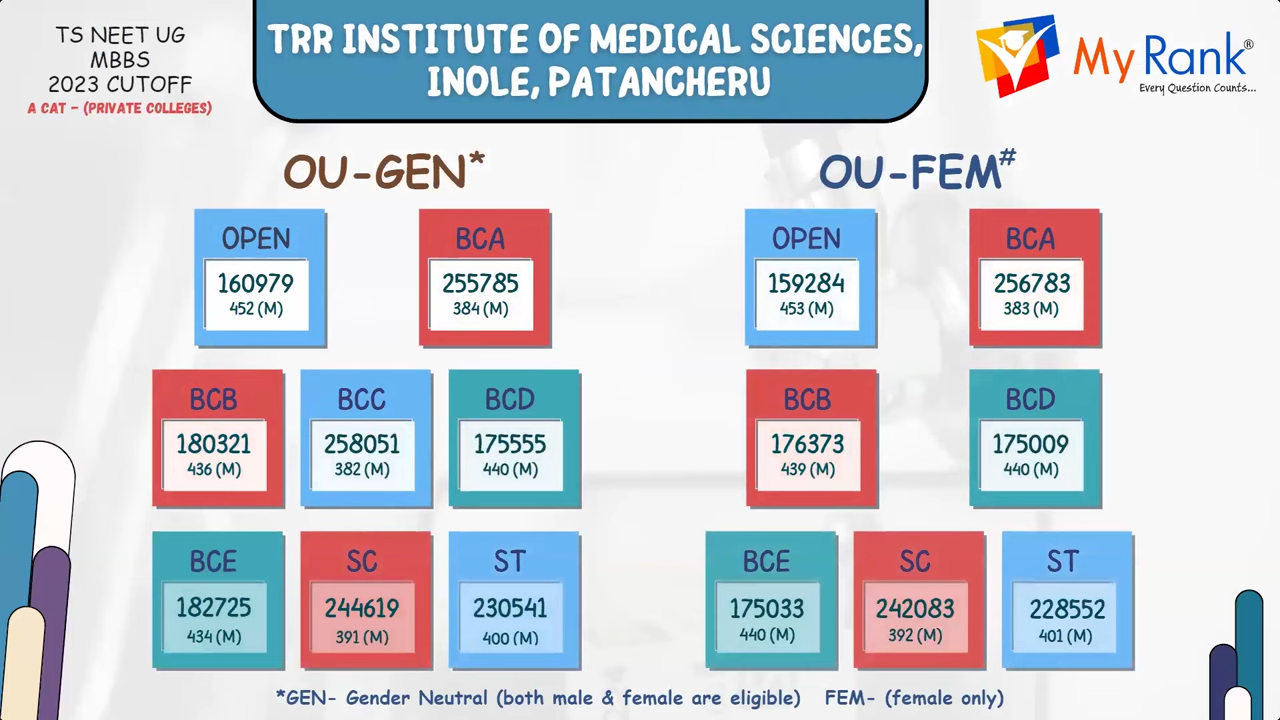 TS NEET UG
MBBS
2023 CUTOFF
A CAT - (PRIVATE COLLEGES)
TRR INSTITUTE OF MEDICAL SCIENCES,
INOLE, PATANCHERU
My Rank®
Every Question Counts...
OU-GEN*
OPEN
160979
452 (M)
BCA
255785
384 (M)
BCB
180321
436 (M)
BCC
258051
382 (M)
BCD
175555
440 (M)
BCE
182725
434 (M)
SC
244619
391 (M)
ST
230541
400 (M)
OU-FEM#
OPEN
159284
453 (M)
BCA
256783
383 (M)
BCB
176373
439 (M)
BCD
175009
440 (M)
BCE
175033
440 (M)
SC
242083
392 (M)
ST
228552
401 (M)
*GEN- Gender Neutral (both male & female are eligible) FEM- (female only)